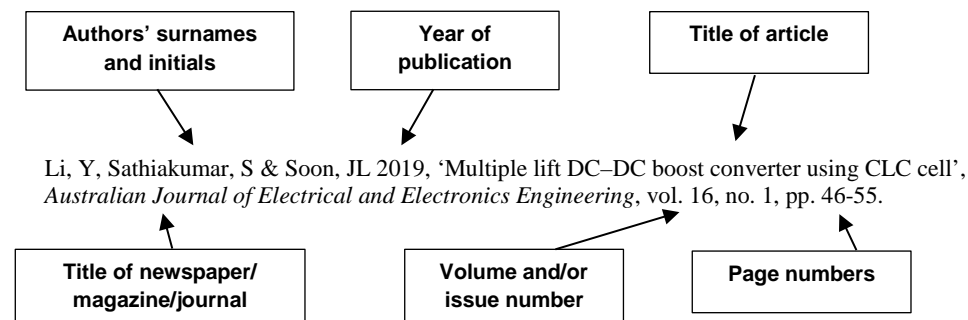 Authors’ surnames
and initials
Year of
publication
Title of article
Li, Y, Sathiakumar, S & Soon, JL 2019, ‘Multiple lift DC–DC boost converter using CLC cell’,
Australian Journal of Electrical and Electronics Engineering, vol. 16, no. 1, pp. 46-55.
Title of newspaper/
magazine/journal
Volume and/or
issue number
Page numbers